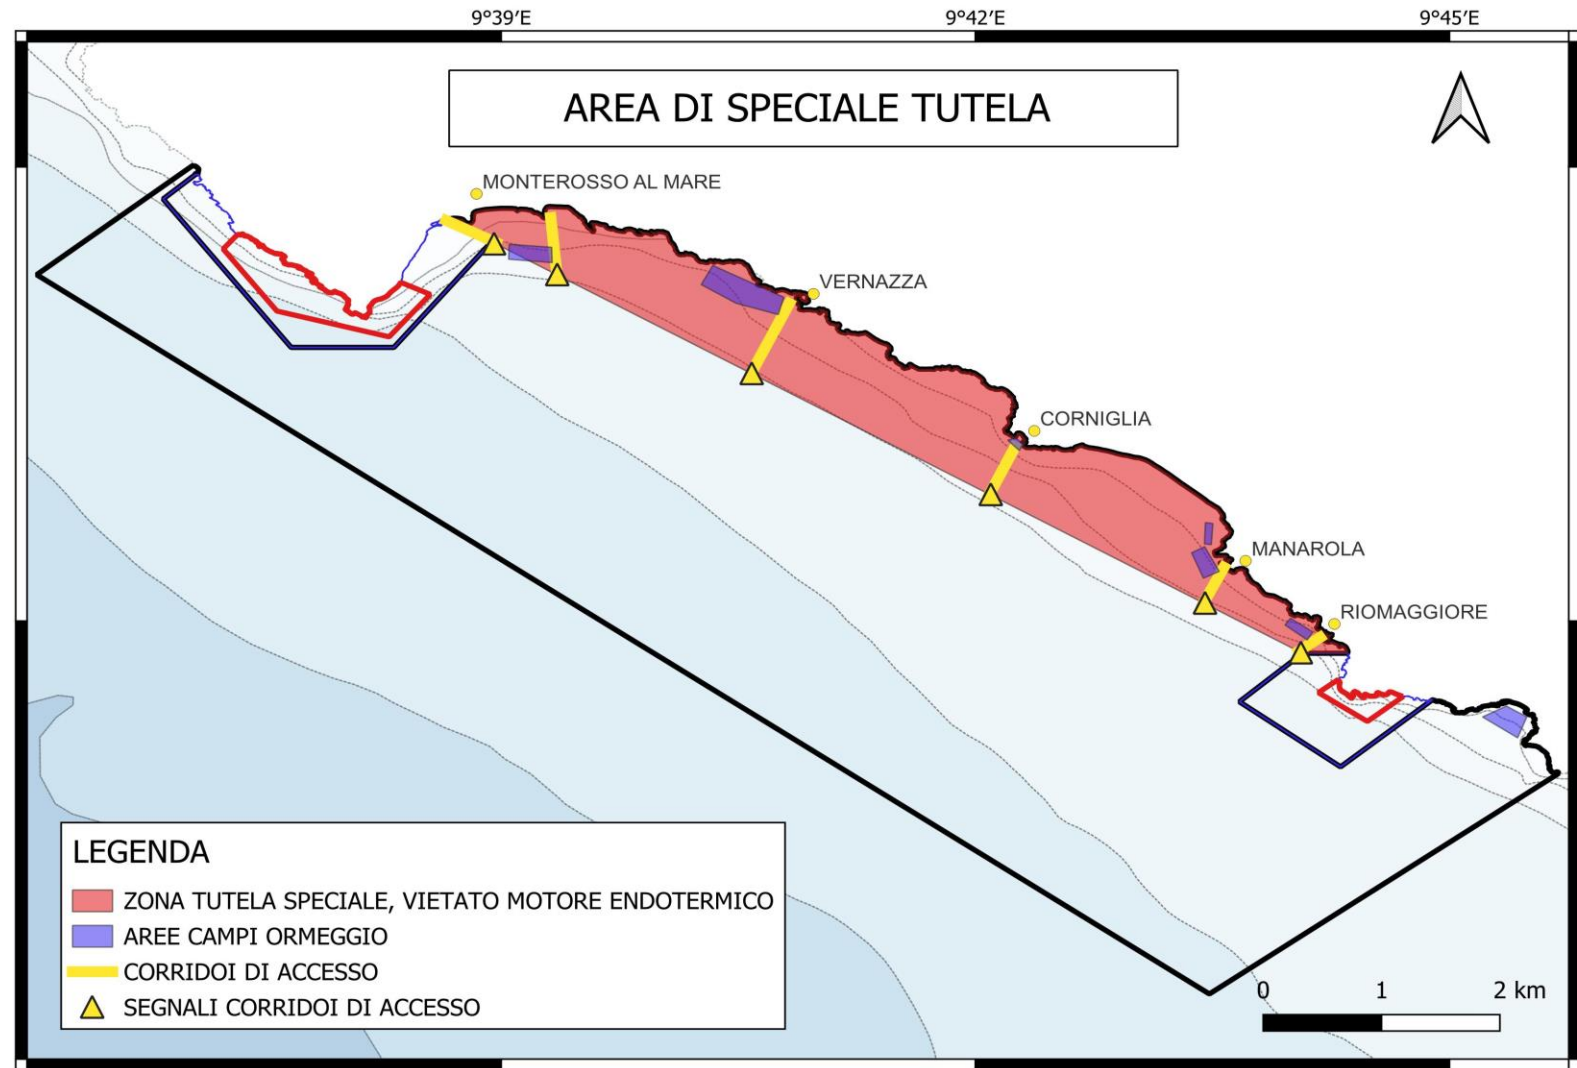 9°39'E
9°42'E
9°45'E
AREA DI SPECIALE TUTELA
MONTEROSSO AL MARE
VERNAZZA
CORNIGLIA
MANAROLA
RIOMAGGIORE
LEGENDA
ZONA TUTELA SPECIALE, VIETATO MOTORE ENDOTERMICO
AREE CAMPI ORMEGGIO
CORRIDOI DI ACCESSO
SEGNALI CORRIDOI DI ACCESSO
0 1 2 km